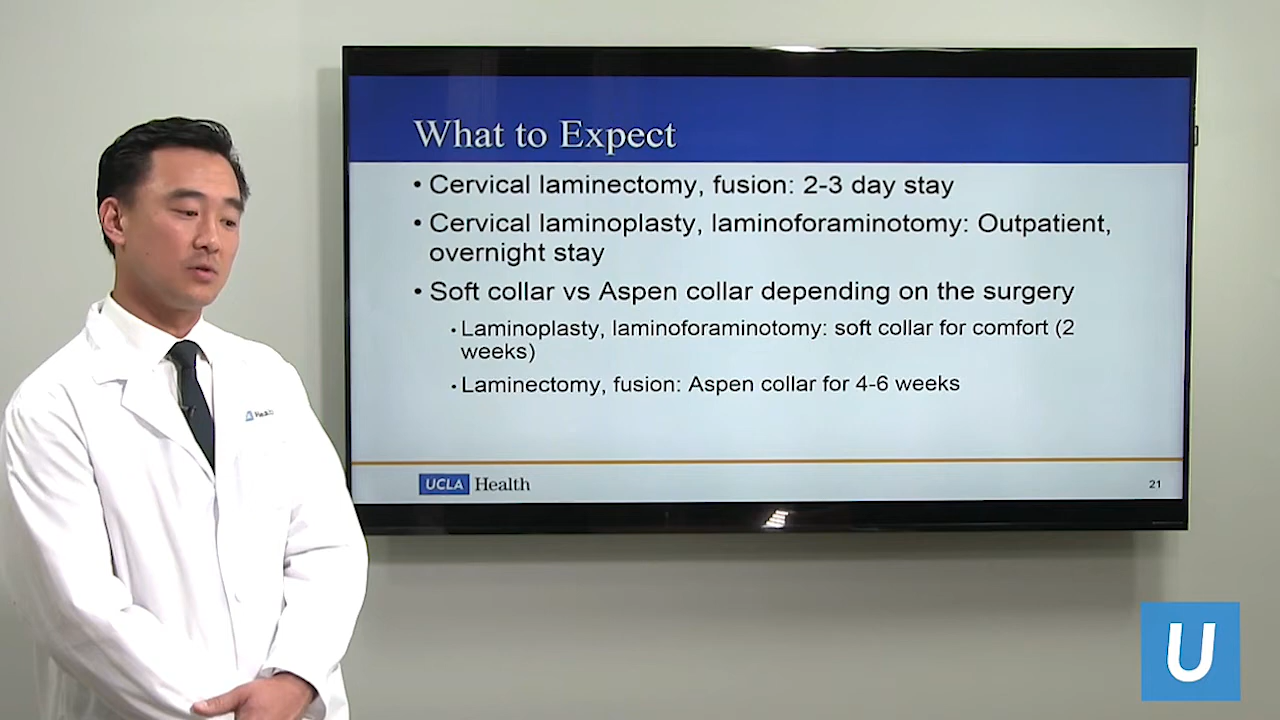 What to Expect
• Cervical laminectomy, fusion: 2-3 day stay
• Cervical laminoplasty, laminoforaminotomy: Outpatient,
overnight stay
• Soft collar vs Aspen collar depending on the surgery
• Laminoplasty, laminoforaminotomy: soft collar for comfort (2
weeks)
• Laminectomy, fusion: Aspen collar for 4-6 weeks
UCLA Health
21
Health
U